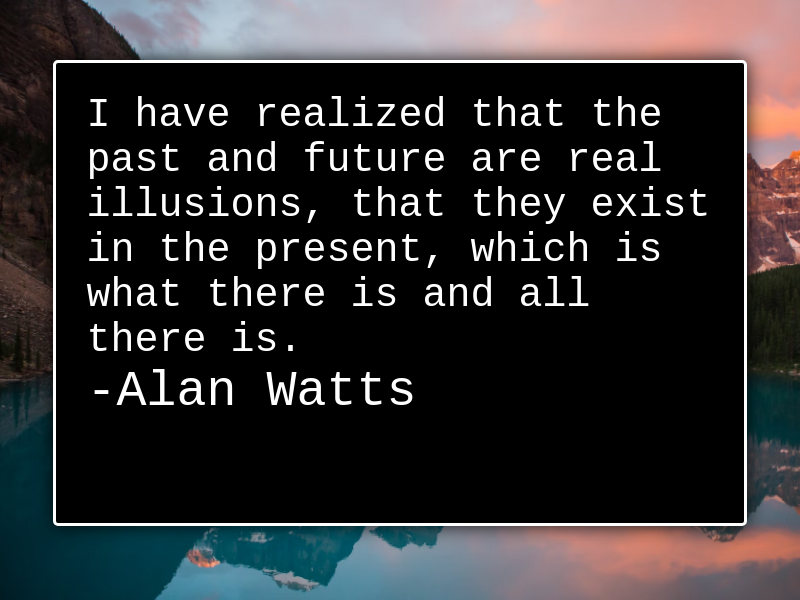 I have realized that the
past and future are real
illusions, that they exist
in the present, which is
what there is and all
there is.
-Alan Watts